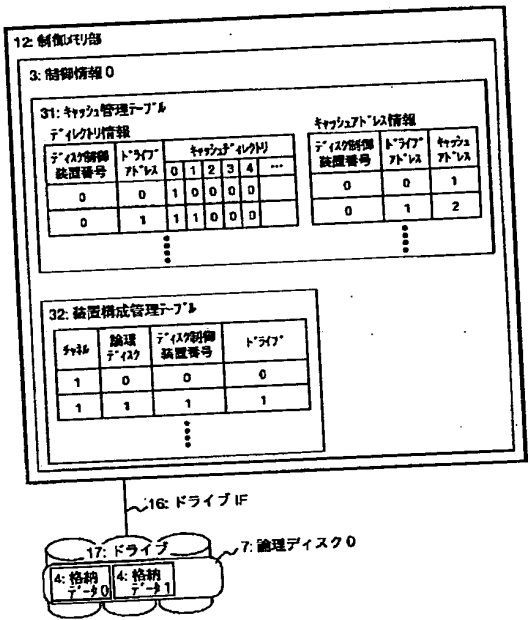 12: 制御メモリ部
3: 制御情報 0
31: キャッシュ管理テーブル
ディレクトリ情報
ディスク制御装置番号 ドライブアドレス キャッシュディレクトリ
0 1 2 3 4 …
0 0 1 0 0 0 0
0 1 1 1 0 0 0
キャッシュアドレス情報
ディスク制御装置番号 ドライブアドレス キャッシュアドレス
0 0 1
0 1 2
32: 装置構成管理テーブル
チャネル 論理ディスク ディスク制御装置番号 ドライブ
1 0 0 0
1 1 1 1
16: ドライブ IF
17: ドライブ
7: 論理ディスク 0
4: 格納データ0 4: 格納データ1